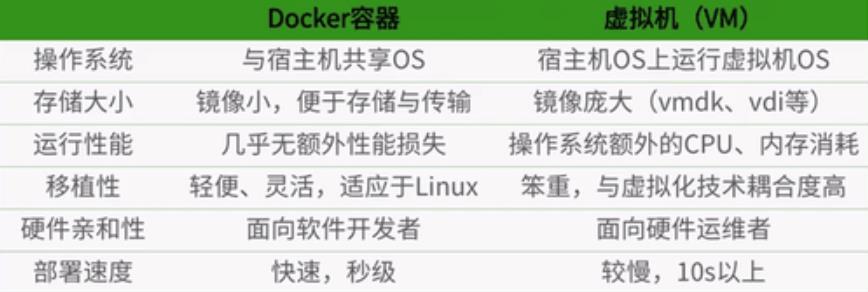 Docker容器 虚拟机（VM）
操作系统 与宿主机共享OS 宿主机OS上运行虚拟机OS
存储大小 镜像小，便于存储与传输 镜像庞大（vmdk、vdi等）
运行性能 几乎无额外性能损失 操作系统额外的CPU、内存消耗
移植性 轻便、灵活，适应于Linux 笨重，与虚拟化技术耦合度高
硬件亲和性 面向软件开发者 面向硬件运维者
部署速度 快速，秒级 较慢，10s以上